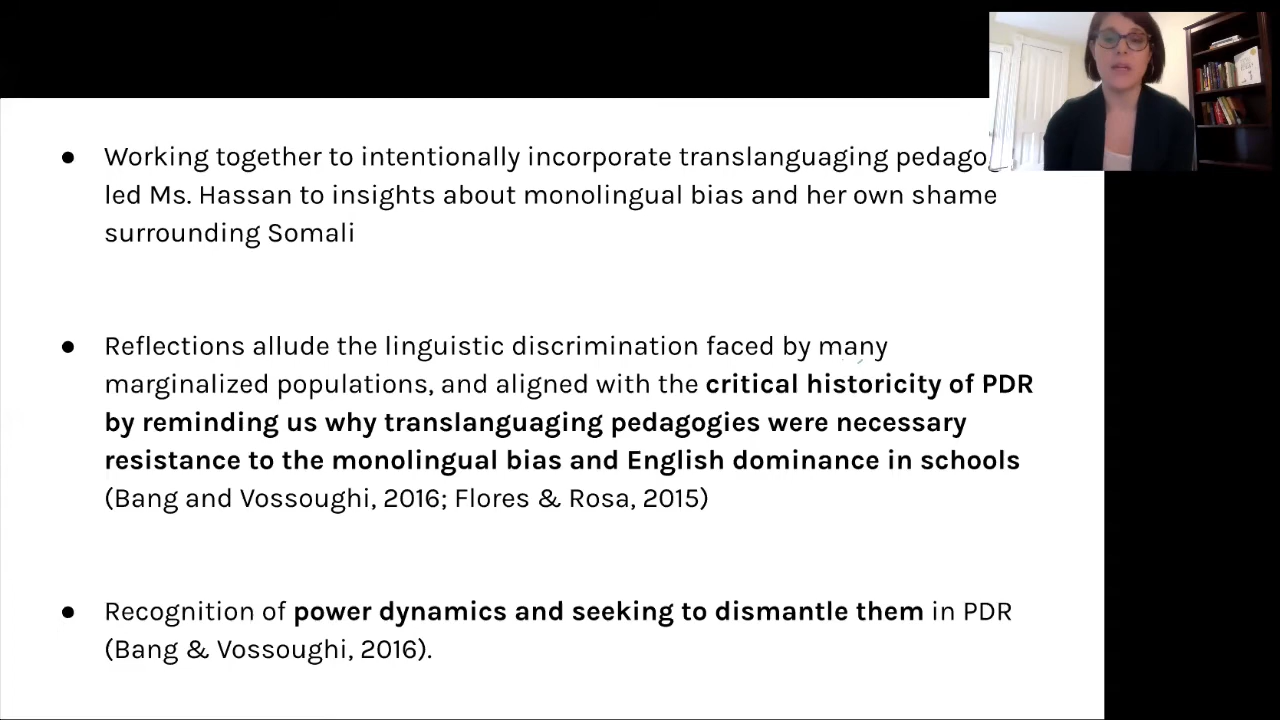 ● Working together to intentionally incorporate translanguaging
led Ms. Hassan to insights about monolingual bias and her own shame
surrounding Somali
● Reflections allude the linguistic discrimination faced by many
marginalized populations, and aligned with the critical historicity of PDR
by reminding us why translanguaging pedagogies were necessary
resistance to the monolingual bias and English dominance in schools
(Bang and Vossoughi, 2016; Flores & Rosa, 2015)
● Recognition of power dynamics and seeking to dismantle them in PDR
(Bang & Vossoughi, 2016).